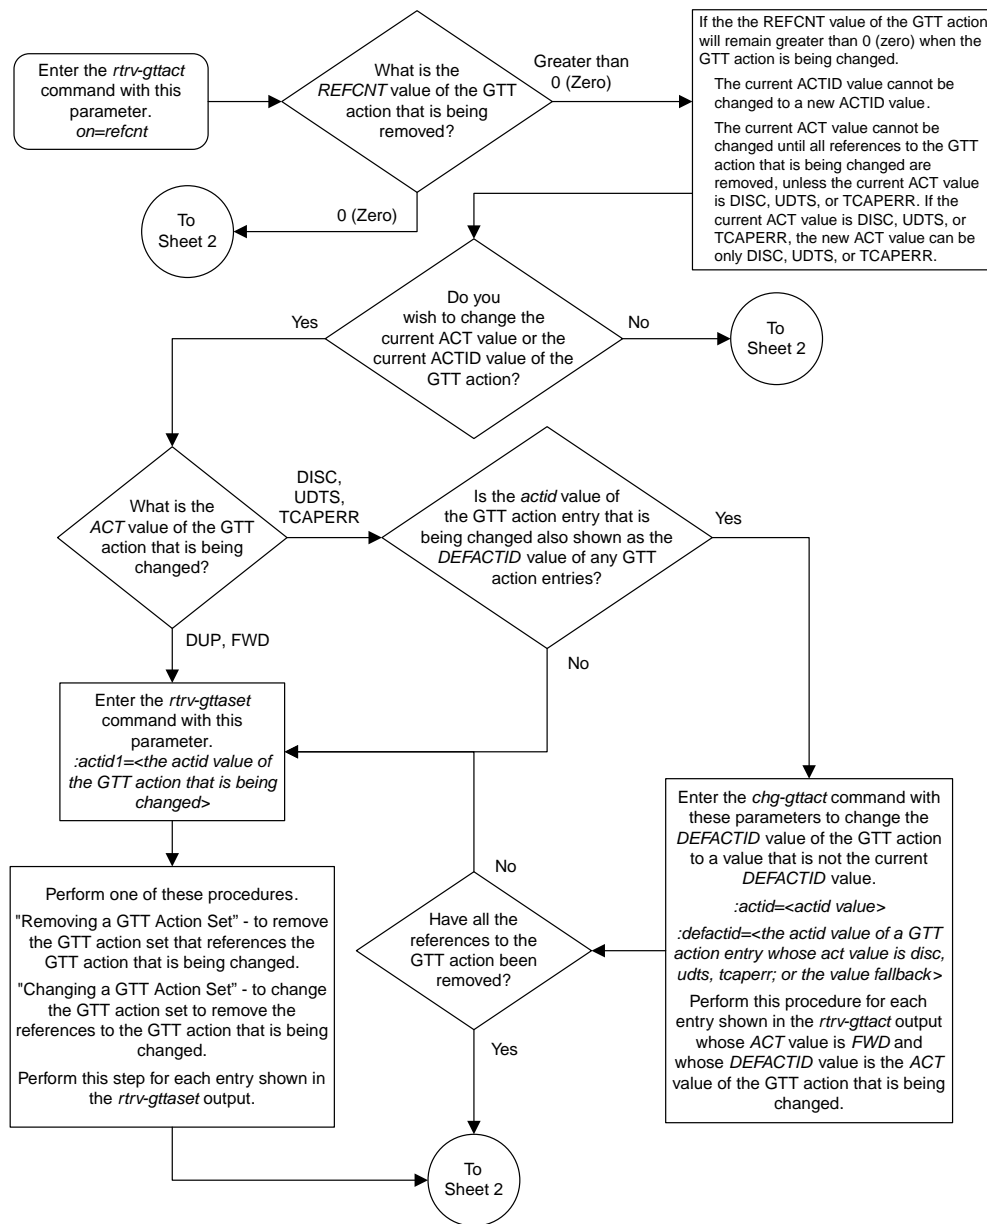 Enter the rtrv-gttact
command with this
parameter.
on=refcnt
What is the
REFCNT value of the GTT
action that is being
removed?
Greater than
0 (Zero)
If the the REFCNT value of the GTT action
will remain greater than 0 (zero) when the
GTT action is being changed.
The current ACTID value cannot be
changed to a new ACTID value.
The current ACT value cannot be
changed until all references to the GTT
action that is being changed are
removed, unless the current ACT value
is DISC, UDTS, or TCAPERR. If the
current ACT value is DISC, UDTS, or
TCAPERR, the new ACT value can be
only DISC, UDTS, or TCAPERR.
0 (Zero)
To
Sheet 2
Do you
wish to change the
current ACT value or the
current ACTID value of the
GTT action?
Yes
No
To
Sheet 2
What is the
ACT value of the GTT
action that is being
changed?
DISC,
UDTS,
TCAPERR
Is the actid value of
the GTT action entry that is
being changed also shown as the
DEFACTID value of any GTT
action entries?
Yes
DUP, FWD
No
Enter the rtrv-gttaset
command with this
parameter.
:actid1=<the actid value of
the GTT action that is being
changed>
Enter the chg-gttact command with
these parameters to change the
DEFACTID value of the GTT action
to a value that is not the current
DEFACTID value.
:actid=<actid value>
:defactid=<the actid value of a GTT
action entry whose act value is disc,
udts, tcaperr; or the value fallback>
Perform this procedure for each
entry shown in the rtrv-gttact output
whose ACT value is FWD and
whose DEFACTID value is the ACT
value of the GTT action that is being
changed.
No
Have all the
references to the
GTT action been
removed?
Yes
Perform one of these procedures.
"Removing a GTT Action Set” - to remove
the GTT action set that references the
GTT action that is being changed.
"Changing a GTT Action Set” - to change
the GTT action set to remove the
references to the GTT action that is being
changed.
Perform this step for each entry shown in
the rtrv-gttaset output.
To
Sheet 2